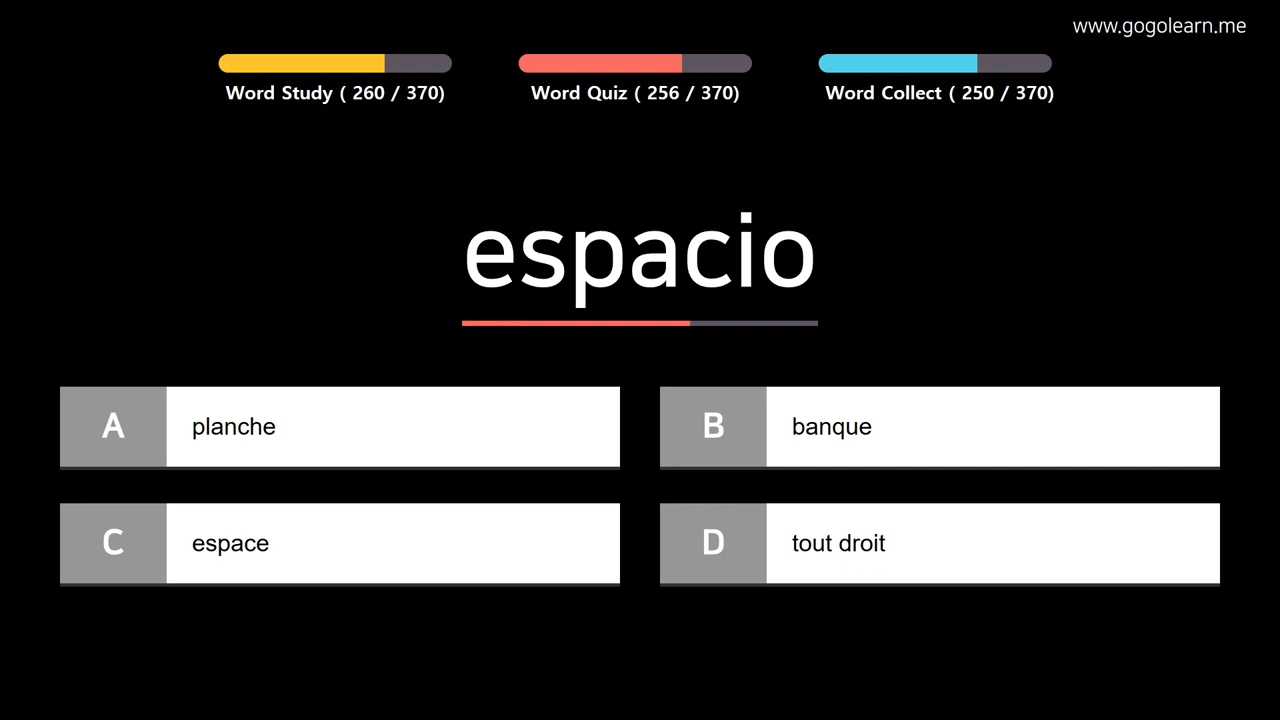 www.gogolearn.me
Word Study ( 260 / 370)
Word Quiz ( 256 / 370)
Word Collect ( 250 / 370)
espacio
A planche
B banque
C espace
D tout droit